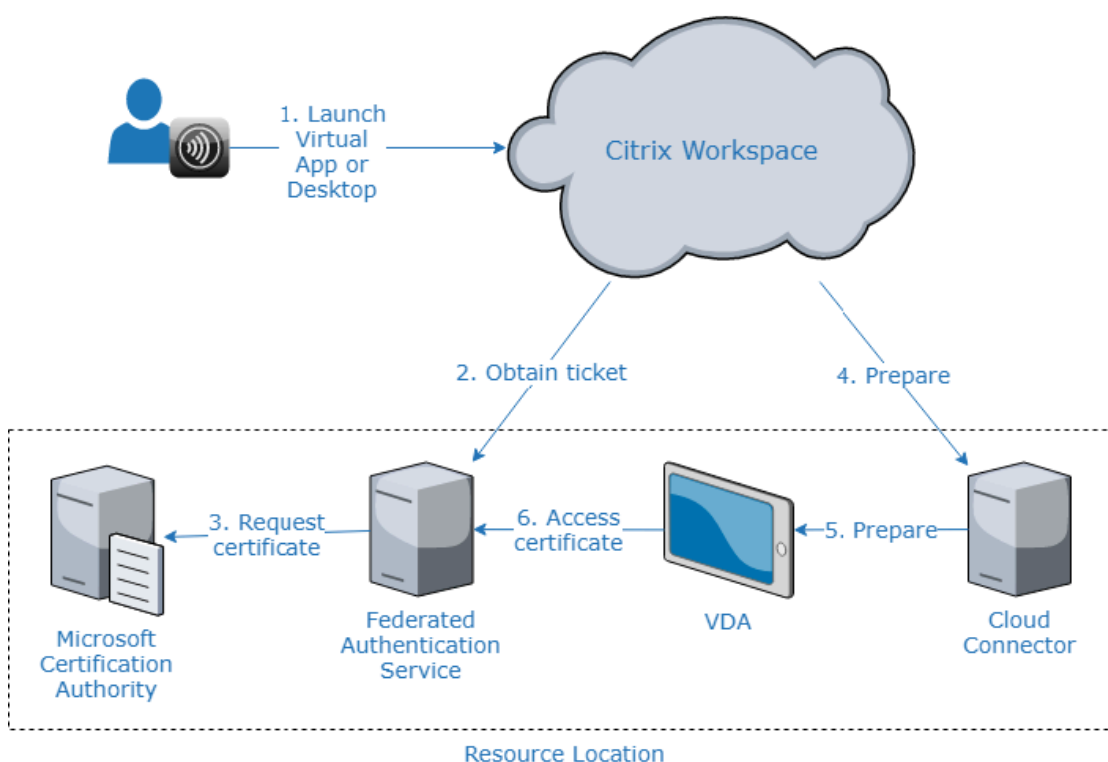 1. Launch
Virtual
App or
Desktop
Citrix Workspace
2. Obtain ticket
4. Prepare
3. Request
certificate
6. Access
certificate
5. Prepare
Microsoft
Certification
Authority
Federated
Authentication
Service
VDA
Cloud
Connector
Resource Location